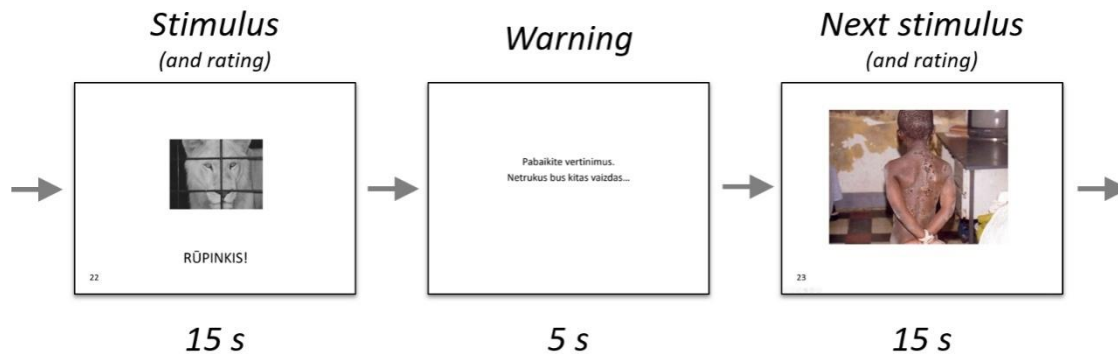 Stimulus
(and rating)
Warning
Next stimulus
(and rating)
RŪPINKIS!
22
Pabaikite vertinimus.
Netrukus bus kitas vaizdas...
23
15 s
5 s
15 s